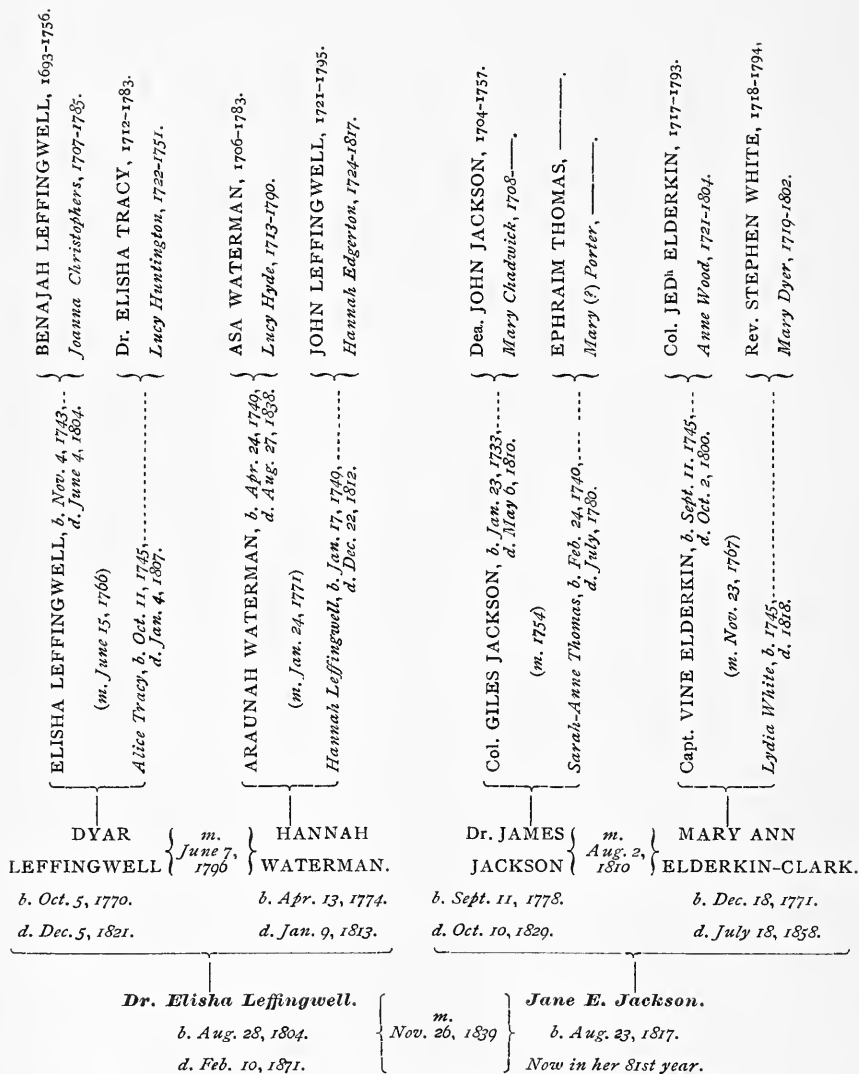 BENAJAH LEFFINGWELL, 1693-1756.
Joanna Christophers, 1707-1785.
Dr. ELISHA TRACY, 1712-1783.
Lucy Huntington, 1722-1751.
ASA WATERMAN, 1706-1783.
Lucy Hyde, 1713-1790.
JOHN LEFFINGWELL, 1721-1795.
Hannah Edgerton, 1724-1817.
Dea. JOHN JACKSON, 1704-1757.
Mary Chadwick, 1708——.
EPHRAIM THOMAS, ——.
Mary (?) Porter, ——.
Col. JEDh ELDERKIN, 1717-1793.
Anne Wood, 1721-1804.
Rev. STEPHEN WHITE, 1718-1794,
Mary Dyer, 1719-1802.
ELISHA LEFFINGWELL, b. Nov. 4, 1743,
d. June 4, 1804.
(m. June 15, 1766)
Alice Tracy, b. Oct. 11, 1745,
d. Jan. 4, 1807.
ARAUNAH WATERMAN, b. Apr. 24, 1749,
d. Aug. 27, 1838.
(m. Jan. 24, 1771)
Hannah Leffingwell, b. Jan. 17, 1749,
d. Dec. 22, 1812.
Col. GILES JACKSON, b. Jan. 23, 1733,
d. May 6, 1810.
(m. 1754)
Sarah-Anne Thomas, b. Feb. 24, 1740,
d. July, 1780.
Capt. VINE ELDERKIN, b. Sept. 11, 1745,
d. Oct. 2, 1800.
(m. Nov. 23, 1767)
Lydia White, b. 1745,
d. 1818.
DYAR
LEFFINGWELL
b. Oct. 5, 1770.
d. Dec. 5, 1821.
m.
June 7,
1796
HANNAH
WATERMAN.
b. Apr. 13, 1774.
d. Jan. 9, 1813.
Dr. JAMES
JACKSON
b. Sept. 11, 1778.
d. Oct. 10, 1829.
m.
Aug. 2,
1810
MARY ANN
ELDERKIN-CLARK.
b. Dec. 18, 1771.
d. July 18, 1858.
Dr. Elisha Leffingwell.
b. Aug. 28, 1804.
d. Feb. 10, 1871.
m.
Nov. 26, 1839
Jane E. Jackson.
b. Aug. 23, 1817.
Now in her 81st year.